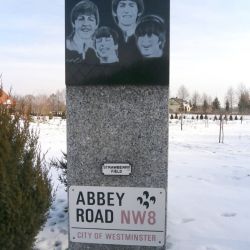 STRAWBERRY
FIELD
ABBEY
ROAD NW8
CITY OF WESTMINSTER